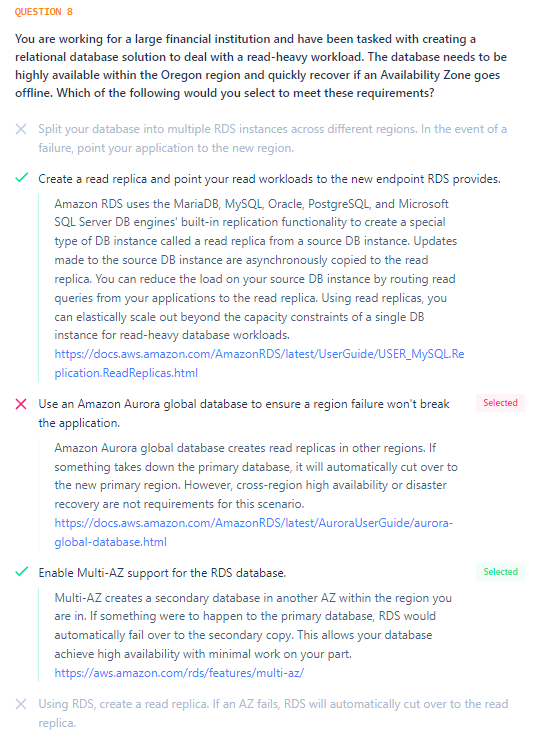 QUESTION 8
You are working for a large financial institution and have been tasked with creating a
relational database solution to deal with a read-heavy workload. The database needs to be
highly available within the Oregon region and quickly recover if an Availability Zone goes
offline. Which of the following would you select to meet these requirements?
Split your database into multiple RDS instances across different regions. In the event of a
failure, point your application to the new region.
Create a read replica and point your read workloads to the new endpoint RDS provides.
Amazon RDS uses the MariaDB, MySQL, Oracle, PostgreSQL, and Microsoft
SQL Server DB engines' built-in replication functionality to create a special
type of DB instance called a read replica from a source DB instance. Updates
made to the source DB instance are asynchronously copied to the read
replica. You can reduce the load on your source DB instance by routing read
queries from your applications to the read replica. Using read replicas, you
can elastically scale out beyond the capacity constraints of a single DB
instance for read-heavy database workloads.
https://docs.aws.amazon.com/AmazonRDS/latest/UserGuide/USER_MySQL.Re
plication.ReadReplicas.html
Use an Amazon Aurora global database to ensure a region failure won't break
the application.
Selected
Amazon Aurora global database creates read replicas in other regions. If
something takes down the primary database, it will automatically cut over to
the new primary region. However, cross-region high availability or disaster
recovery are not requirements for this scenario.
https://docs.aws.amazon.com/AmazonRDS/latest/AuroraUserGuide/aurora-
global-database.html
Enable Multi-AZ support for the RDS database.
Selected
Multi-AZ creates a secondary database in another AZ within the region you
are in. If something were to happen to the primary database, RDS would
automatically fail over to the secondary copy. This allows your database
achieve high availability with minimal work on your part.
https://aws.amazon.com/rds/features/multi-az/
Using RDS, create a read replica. If an AZ fails, RDS will automatically cut over to the read
replica.